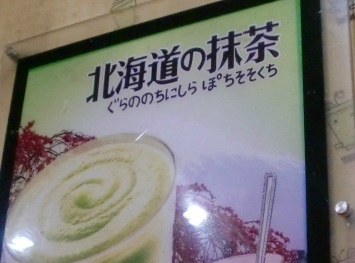 北海道の抹茶
ぐらののちにしら ぽちそそくち